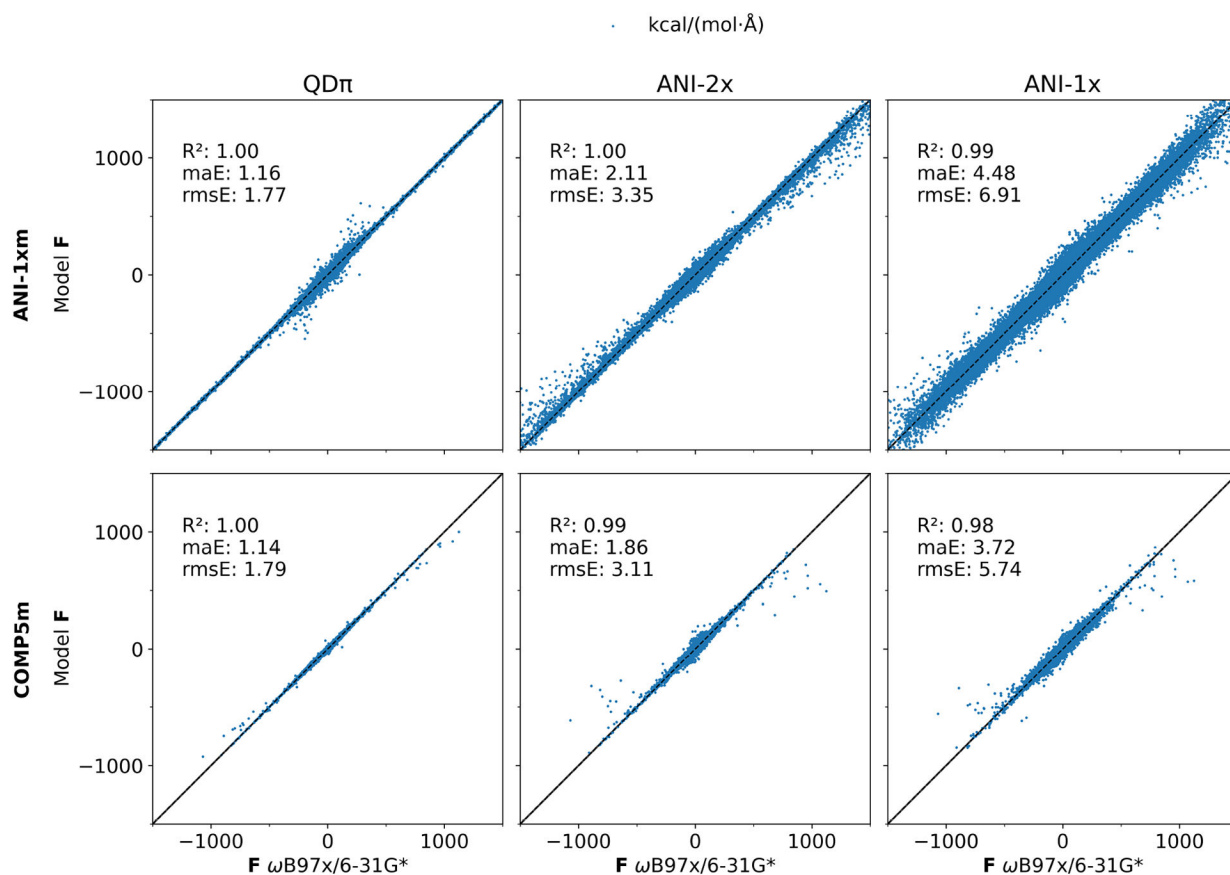 kcal/(mol·Å)
QDπ
ANI-2x
ANI-1x
ANI-1xm
Model F
1000
0
−1000
R²: 1.00
maE: 1.16
rmsE: 1.77
R²: 1.00
maE: 2.11
rmsE: 3.35
R²: 0.99
maE: 4.48
rmsE: 6.91
COMP5m
Model F
1000
0
−1000
R²: 1.00
maE: 1.14
rmsE: 1.79
R²: 0.99
maE: 1.86
rmsE: 3.11
R²: 0.98
maE: 3.72
rmsE: 5.74
−1000 0 1000
−1000 0 1000
−1000 0 1000
F ωB97x/6-31G*
F ωB97x/6-31G*
F ωB97x/6-31G*